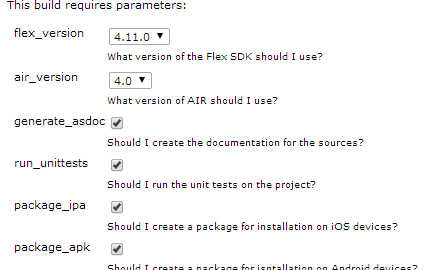 This build requires parameters:
flex_version
4.11.0
What version of the Flex SDK should I use?
air_version
4.0
What version of AIR should I use?
generate_asdoc
Should I create the documentation for the sources?
run_unittests
Should I run the unit tests on the project?
package_ipa
Should I create a package for installation on iOS devices?
package_apk
Should I create a package for isntallation on Android devices?